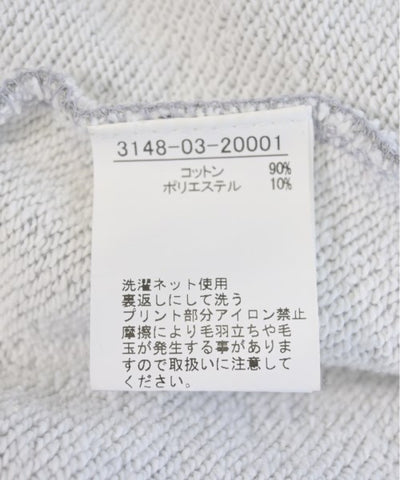 3148-03-20001
コットン 90%
ポリエステル 10%
洗濯ネット使用
裏返しにして洗う
プリント部分アイロン禁止
摩擦により毛羽立ちや毛
玉が発生する事がありま
すので取扱いに注意して
ください。